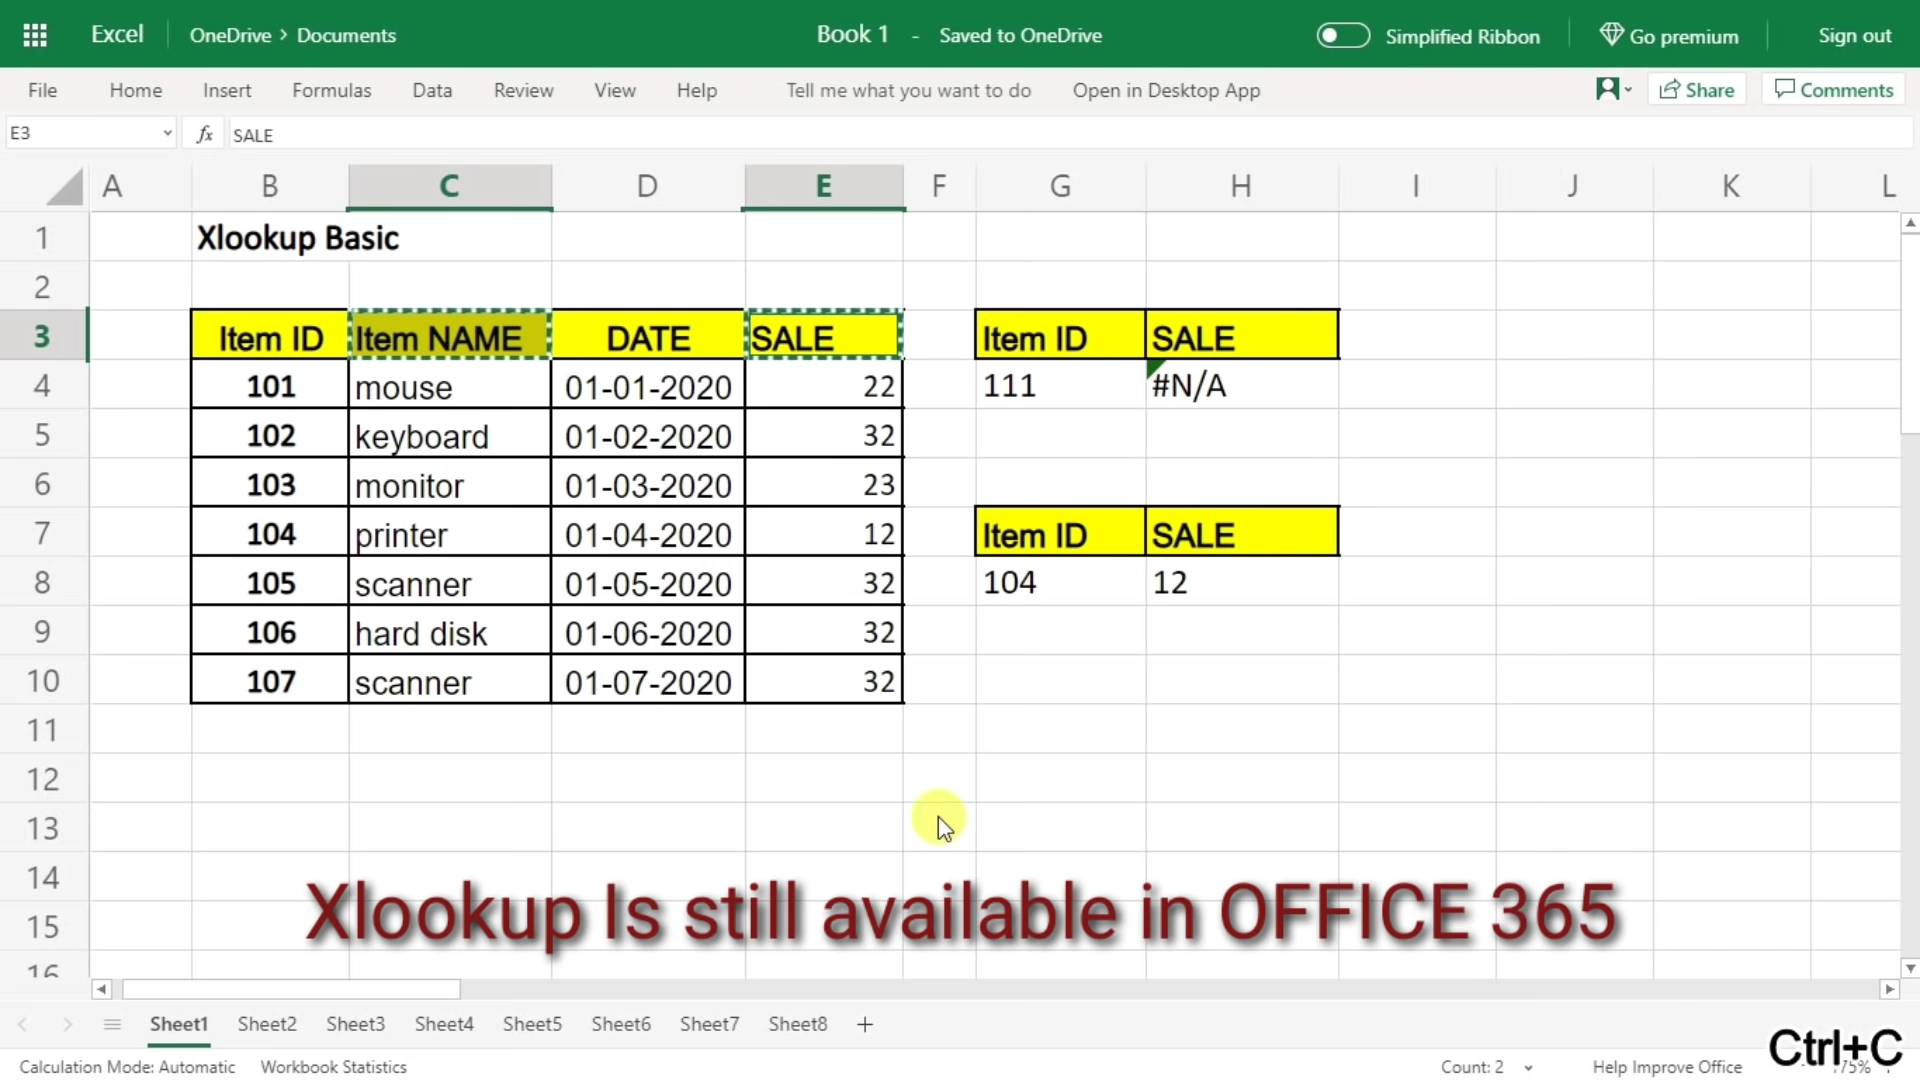 Excel OneDrive > Documents Book 1 - Saved to OneDrive Simplified Ribbon Go premium Sign out
File Home Insert Formulas Data Review View Help Tell me what you want to do Open in Desktop App Share Comments
E3 fx SALE
A B C D E F G H I J K L
1 Xlookup Basic
2
3 Item ID Item NAME DATE SALE Item ID SALE
4 101 mouse 01-01-2020 22 111 #N/A
5 102 keyboard 01-02-2020 32
6 103 monitor 01-03-2020 23
7 104 printer 01-04-2020 12 Item ID SALE
8 105 scanner 01-05-2020 32 104 12
9 106 hard disk 01-06-2020 32
10 107 scanner 01-07-2020 32
11
12
13
14
Xlookup Is still available in OFFICE 365
15
16
Sheet1 Sheet2 Sheet3 Sheet4 Sheet5 Sheet6 Sheet7 Sheet8 +
Ctrl+C
Calculation Mode: Automatic Workbook Statistics Count: 2 Help Improve Office